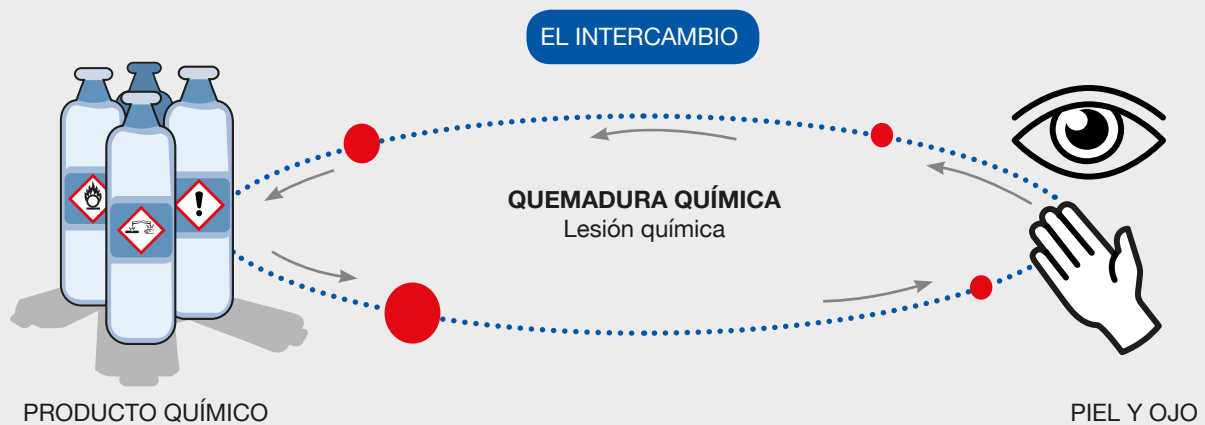 EL INTERCAMBIO
QUEMADURA QUÍMICA
Lesión química
PRODUCTO QUÍMICO
PIEL Y OJO